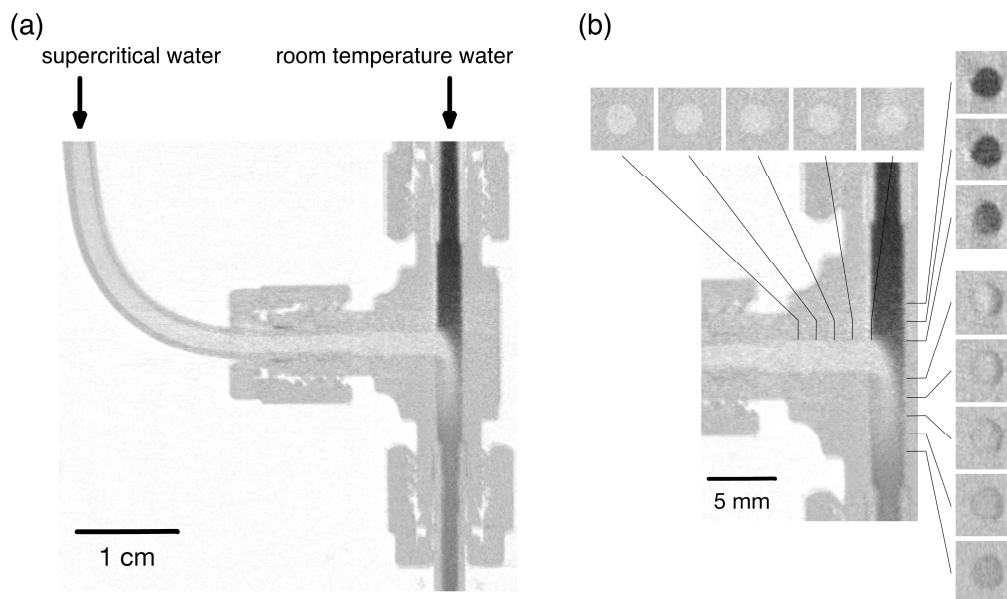 (a)
supercritical water
room temperature water
1 cm
(b)
5 mm